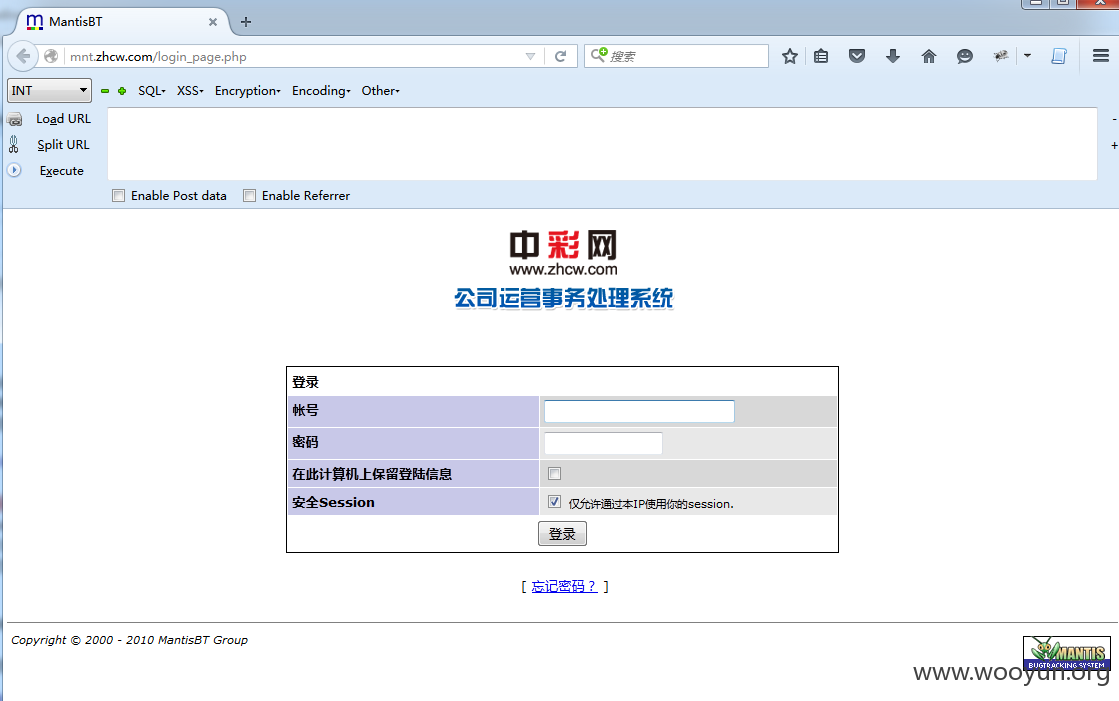 MantisBT
mnt.zhcw.com/login_page.php
搜索
INT
SQL
XSS
Encryption
Encoding
Other
Load URL
Split URL
Execute
-
+
Enable Post data
Enable Referrer
中彩网
www.zhcw.com
公司运营事务处理系统
登录
帐号
密码
在此计算机上保留登陆信息
安全Session
仅允许通过本IP使用你的session.
登录
[ 忘记密码？ ]
Copyright © 2000 - 2010 MantisBT Group
MANTIS
BUGTRACKING SYSTEM
www.wooyun.org